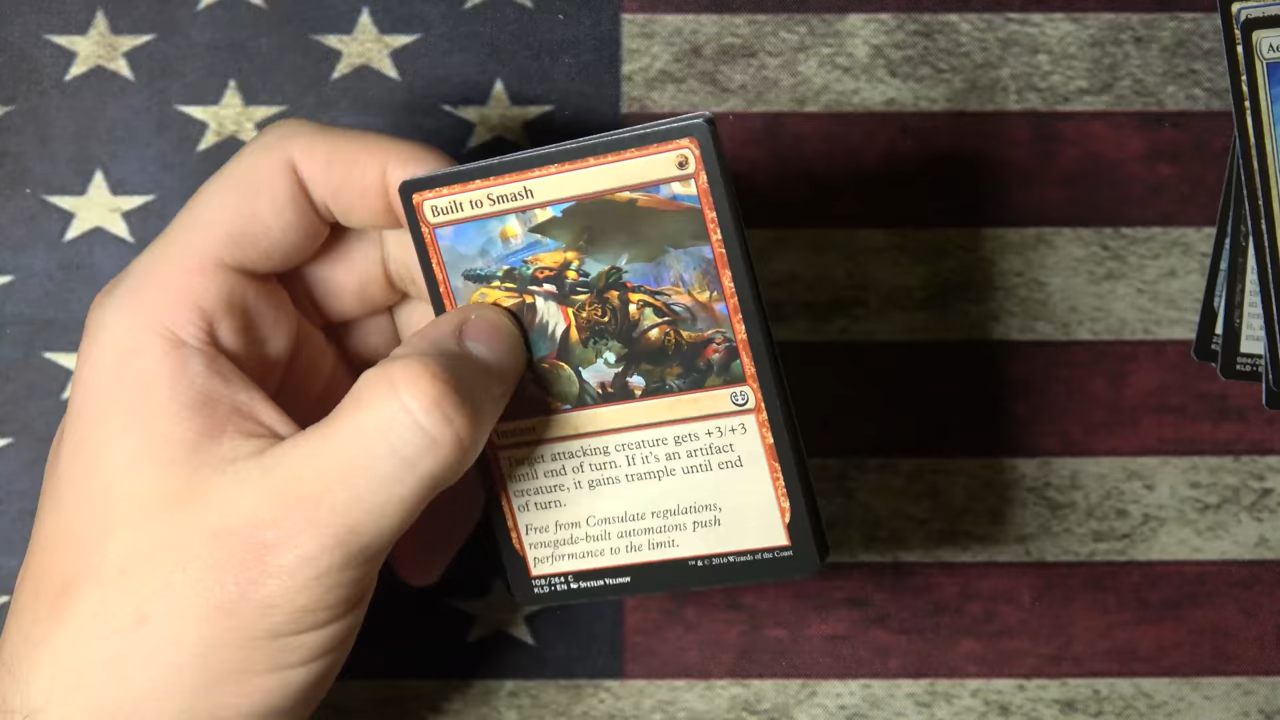 Built to Smash
Instant
Target attacking creature gets +3/+3
until end of turn. If it's an artifact
creature, it gains trample until end
of turn.
Free from Consulate regulations,
renegade-built automatons push
performance to the limit.
108/264 C
KLD • EN Svetlin Velinov
™ & © 2016 Wizards of the Coast
Ae
KLD • E